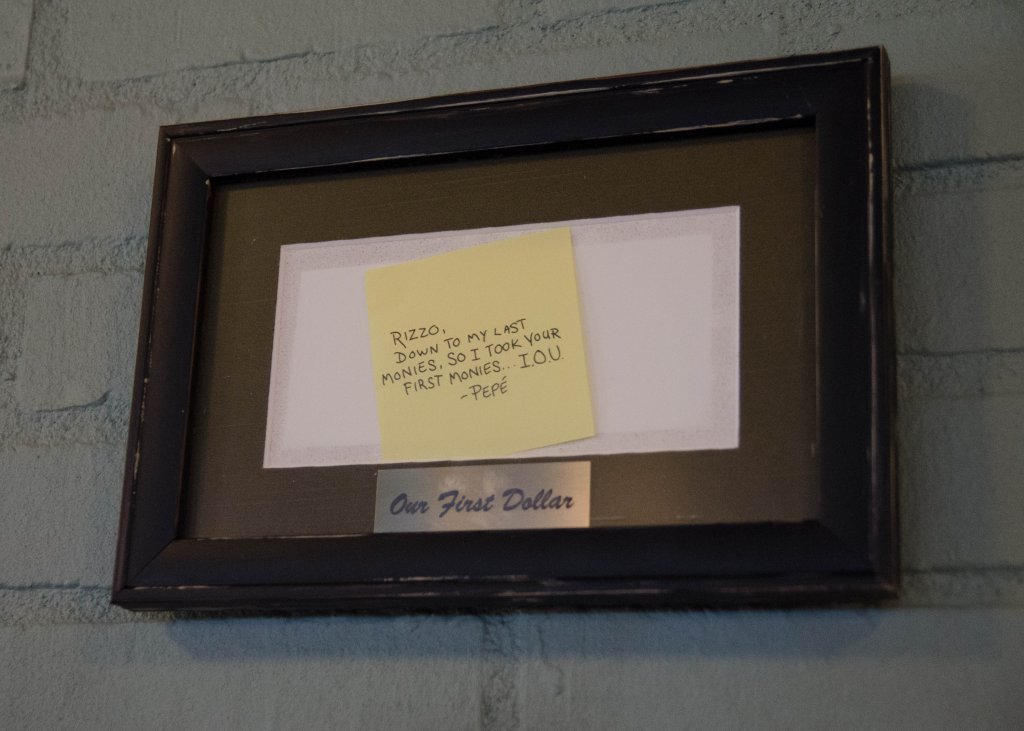 RIZZO,
DOWN TO MY LAST
MONIES, SO I TOOK YOUR
FIRST MONIES... I.O.U.
-PEPÉ
Our First Dollar